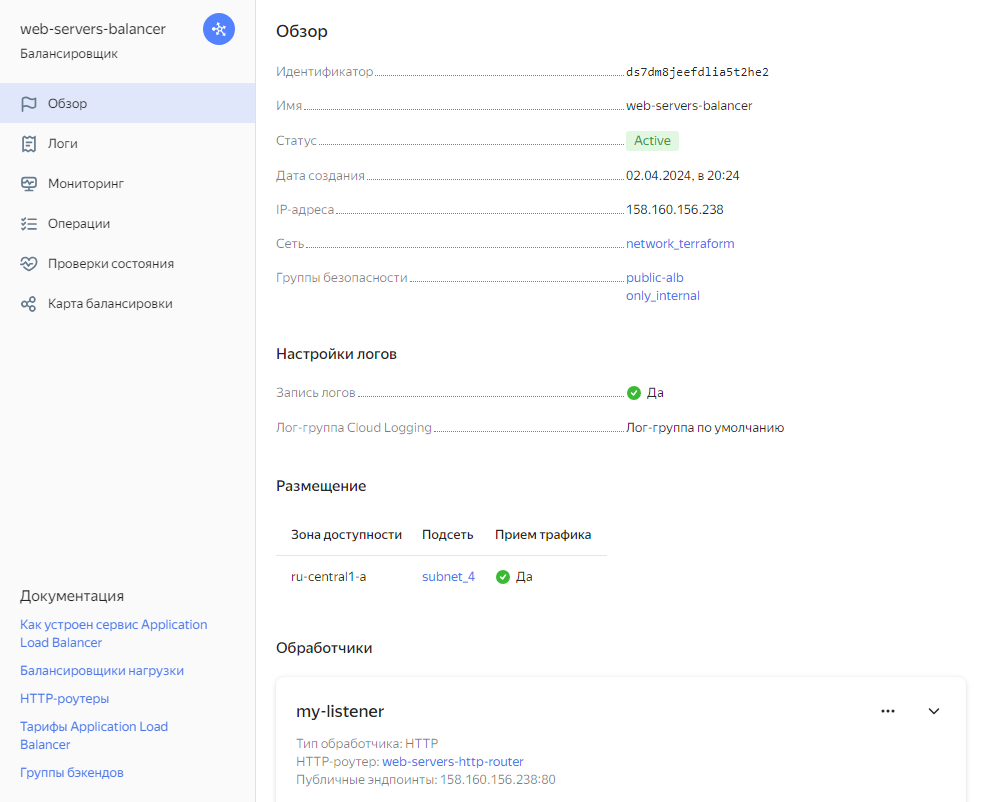 web-servers-balancer
Балансировщик
Обзор
Логи
Мониторинг
Операции
Проверки состояния
Карта балансировки
Документация
Как устроен сервис Application
Load Balancer
Балансировщики нагрузки
HTTP-роутеры
Тарифы Application Load
Balancer
Группы бэкендов
Обзор
Идентификатор ds7dm8jeefdlia5t2he2
Имя web-servers-balancer
Статус Active
Дата создания 02.04.2024, в 20:24
IP-адреса 158.160.156.238
Сеть network_terraform
Группы безопасности public-alb
only_internal
Настройки логов
Запись логов Да
Лог-группа Cloud Logging Лог-группа по умолчанию
Размещение
Зона доступности Подсеть Прием трафика
ru-central1-a subnet_4 Да
Обработчики
my-listener
Тип обработчика: HTTP
HTTP-роутер: web-servers-http-router
Публичные эндпоинты: 158.160.156.238:80